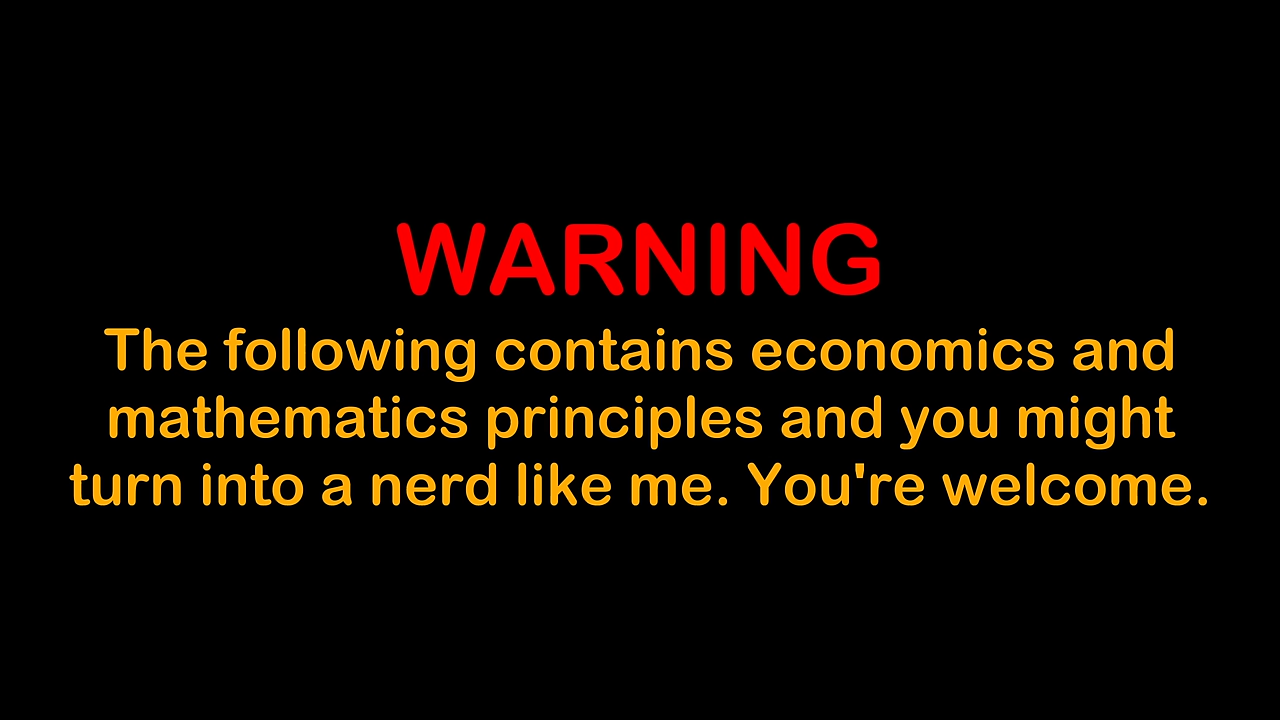 WARNING
The following contains economics and
mathematics principles and you might
turn into a nerd like me. You're welcome.